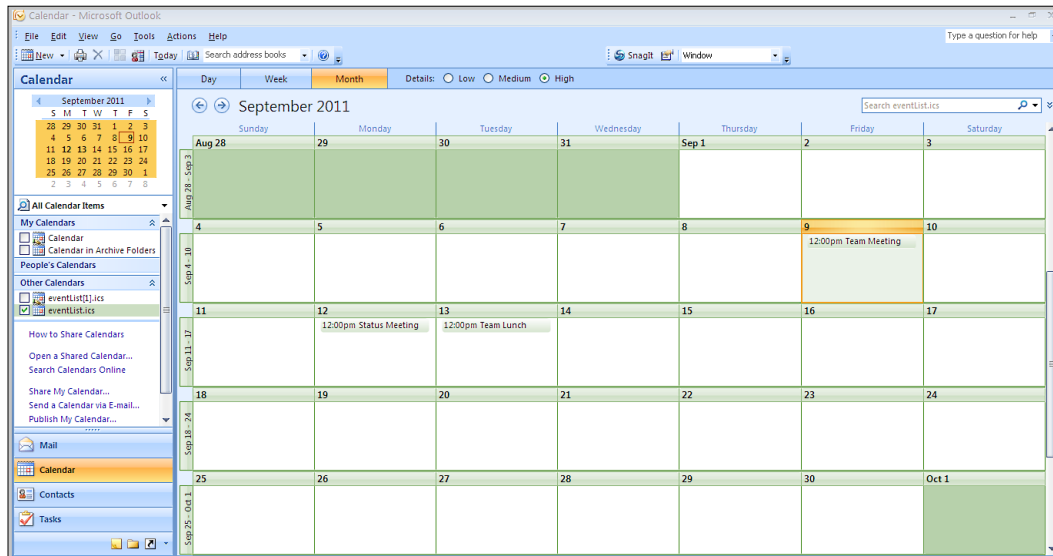 Calendar - Microsoft Outlook
File Edit View Go Tools Actions Help
Type a question for help
New Today Search address books
SnagIt Window
Calendar «
Day Week Month Details: Low Medium High
September 2011
S M T W T F S
28 29 30 31 1 2 3
4 5 6 7 8 9 10
11 12 13 14 15 16 17
18 19 20 21 22 23 24
25 26 27 28 29 30 1
2 3 4 5 6 7 8
All Calendar Items
My Calendars
Calendar
Calendar in Archive Folders
People's Calendars
Other Calendars
eventList[1].ics
eventList.ics
How to Share Calendars
Open a Shared Calendar...
Search Calendars Online
Share My Calendar...
Send a Calendar via E-mail...
Publish My Calendar...
Mail
Calendar
Contacts
Tasks
September 2011
Search eventList.ics
Sunday Monday Tuesday Wednesday Thursday Friday Saturday
Aug 28 - Sep 3
Aug 28 29 30 31 Sep 1 2 3
Sep 4 - 10
4 5 6 7 8 9 10
12:00pm Team Meeting
Sep 11 - 17
11 12 13 14 15 16 17
12:00pm Status Meeting 12:00pm Team Lunch
Sep 18 - 24
18 19 20 21 22 23 24
Sep 25 - Oct 1
25 26 27 28 29 30 Oct 1